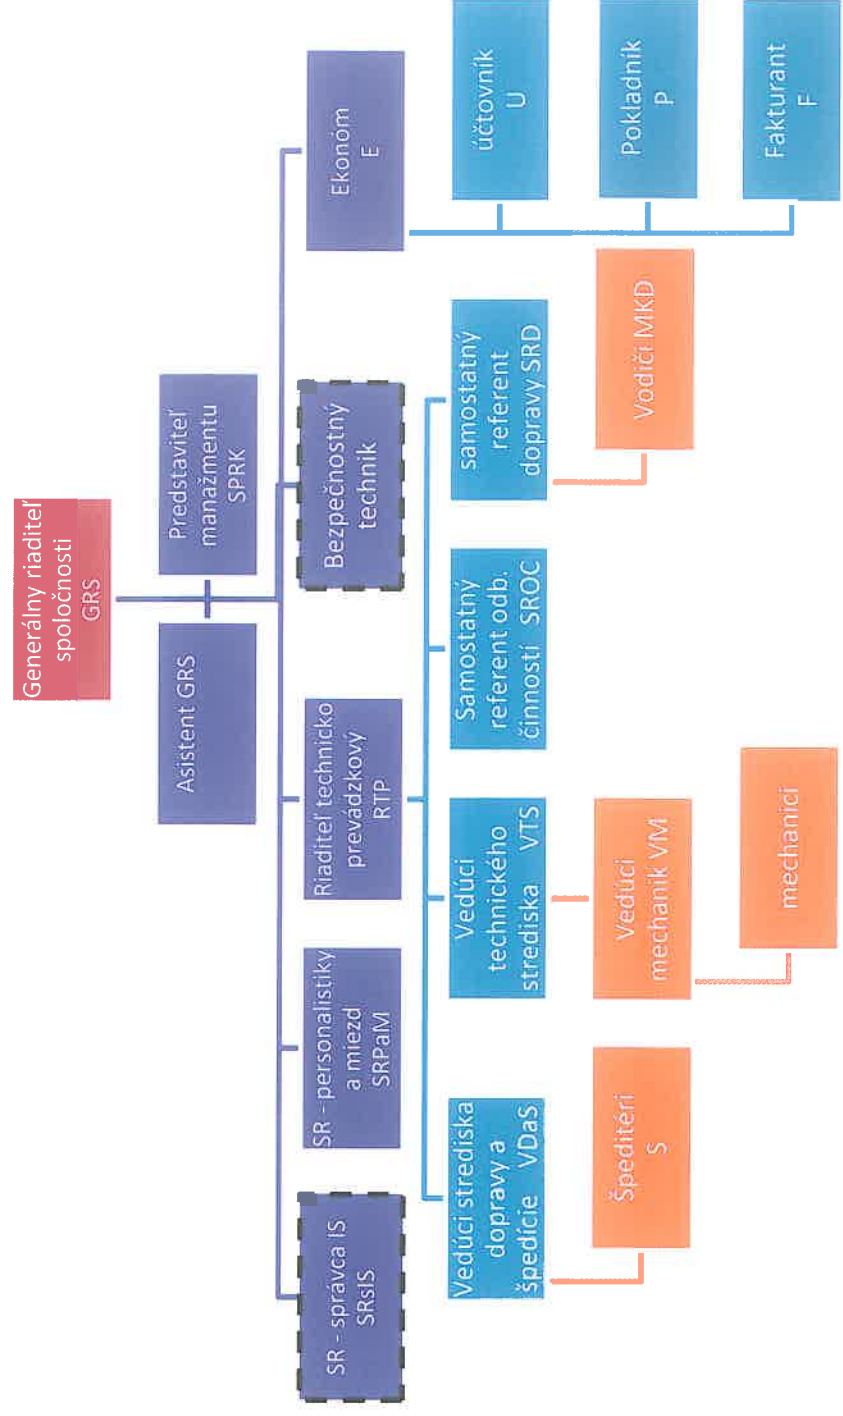 Generálny riaditeľ
spoločnosti
GRS
Asistent GRS
Predstaviteľ
manažmentu
SPRK
SR - správca IS
SRsIS
SR - personalistiky
a miezd
SRPaM
Riaditeľ technicko
prevádzkový
RTP
Bezpečnostný
technik
Ekonóm
E
Vedúci strediska
dopravy a
špedície VDaS
Vedúci
technického
strediska VTS
Samostatný
referent odb.
činností SROC
samostatný
referent
dopravy SRD
účtovník
U
Pokladník
P
Fakturant
F
Špeditéri
S
Vedúci
mechanik VM
mechanici
Vodiči MKD